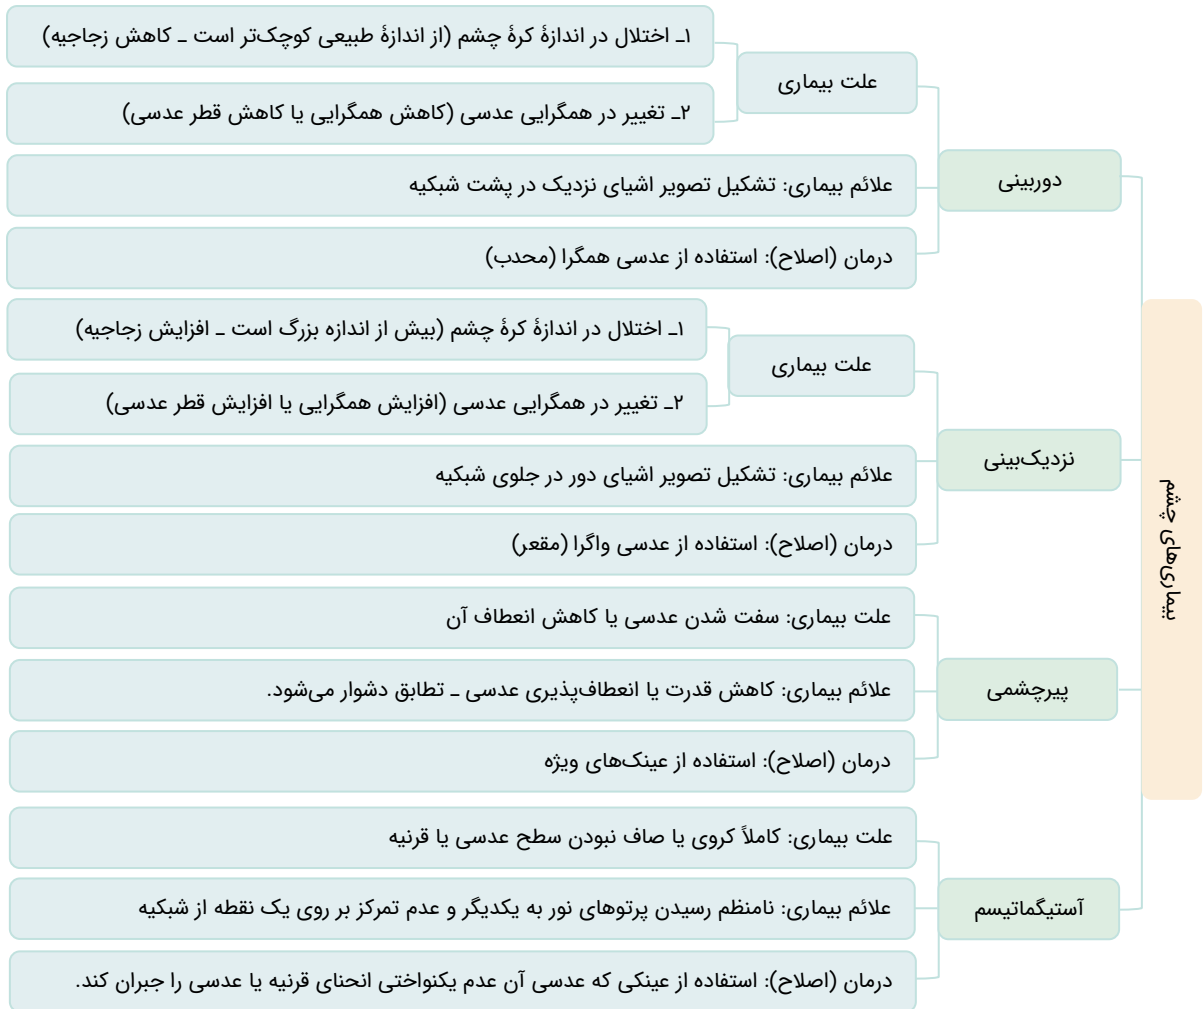 بیماری‌های چشم
دوربینی
علت بیماری
۱ـ اختلال در اندازهٔ کرهٔ چشم (از اندازهٔ طبیعی کوچک‌تر است ـ کاهش زجاجیه)
۲ـ تغییر در همگرایی عدسی (کاهش همگرایی یا کاهش قطر عدسی)
علائم بیماری: تشکیل تصویر اشیای نزدیک در پشت شبکیه
درمان (اصلاح): استفاده از عدسی همگرا (محدب)
نزدیک‌بینی
علت بیماری
۱ـ اختلال در اندازهٔ کرهٔ چشم (بیش از اندازه بزرگ است ـ افزایش زجاجیه)
۲ـ تغییر در همگرایی عدسی (افزایش همگرایی یا افزایش قطر عدسی)
علائم بیماری: تشکیل تصویر اشیای دور در جلوی شبکیه
درمان (اصلاح): استفاده از عدسی واگرا (مقعر)
پیرچشمی
علت بیماری: سفت شدن عدسی یا کاهش انعطاف آن
علائم بیماری: کاهش قدرت یا انعطاف‌پذیری عدسی ـ تطابق دشوار می‌شود.
درمان (اصلاح): استفاده از عینک‌های ویژه
آستیگماتیسم
علت بیماری: کاملاً کروی یا صاف نبودن سطح عدسی یا قرنیه
علائم بیماری: نامنظم رسیدن پرتوهای نور به یکدیگر و عدم تمرکز بر روی یک نقطه از شبکیه
درمان (اصلاح): استفاده از عینکی که عدسی آن عدم یکنواختی انحنای قرنیه یا عدسی را جبران کند.